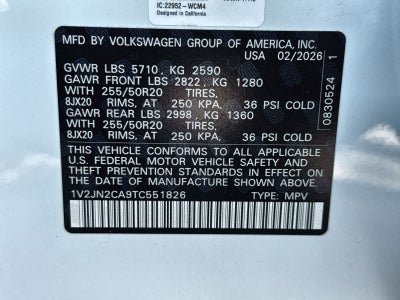 IC:22952-WCM4
Designed in California
MFD BY VOLKSWAGEN GROUP OF AMERICA, INC.
USA 02/2026
GVWR LBS 5710, KG 2590
GAWR FRONT LBS 2822, KG 1280
WITH 255/50R20 TIRES,
8JX20 RIMS, AT 250 KPA, 36 PSI COLD
GAWR REAR LBS 2998, KG 1360
WITH 255/50R20 TIRES,
8JX20 RIMS, AT 250 KPA, 36 PSI COLD
THIS VEHICLE CONFORMS TO ALL APPLICABLE
U.S. FEDERAL MOTOR VEHICLE SAFETY AND
THEFT PREVENTION STANDARDS IN EFFECT ON
THE DATE OF MANUFACTURE SHOWN ABOVE.
1V2JN2CA9TC551826 TYPE: MPV
0830524 1